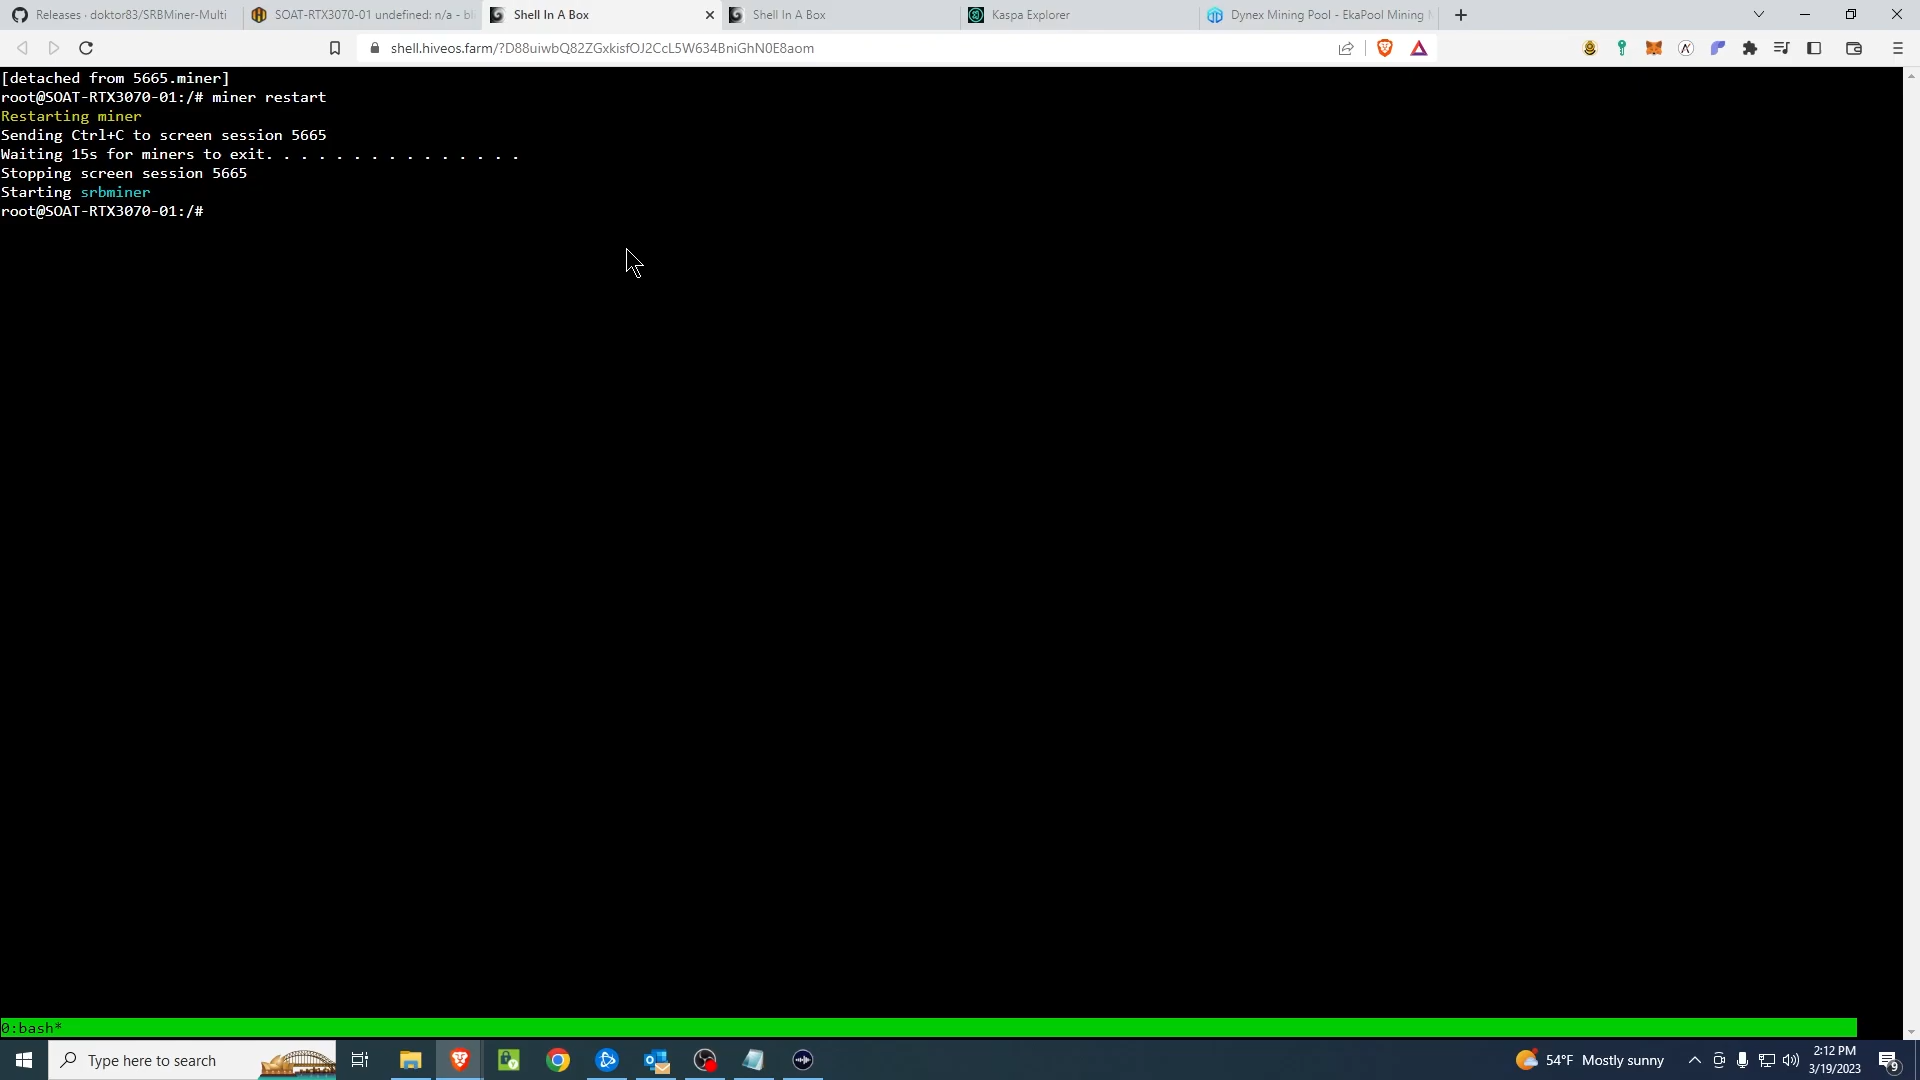 Releases · doktor83/SRBMiner-Multi
SOAT-RTX3070-01 undefined: n/a - bl
Shell In A Box
Shell In A Box
Kaspa Explorer
Dynex Mining Pool - EkaPool Mining
shell.hiveos.farm/?D88uiwbQ82ZGxkisfOJ2CcL5W634BniGhN0E8aom
[detached from 5665.miner]
root@SOAT-RTX3070-01:/# miner restart
Restarting miner
Sending Ctrl+C to screen session 5665
Waiting 15s for miners to exit. . . . . . . . . . . . . . .
Stopping screen session 5665
Starting srbminer
root@SOAT-RTX3070-01:/#
0:bash*
Type here to search
54°F Mostly sunny
2:12 PM
3/19/2023
9